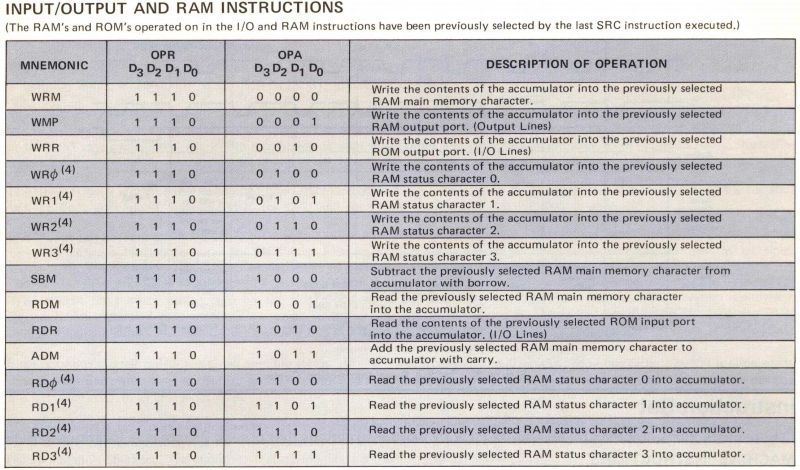 INPUT/OUTPUT AND RAM INSTRUCTIONS
(The RAM's and ROM's operated on in the I/O and RAM instructions have been previously selected by the last SRC instruction executed.)
MNEMONIC
OPR
D3 D2 D1 D0
OPA
D3 D2 D1 D0
DESCRIPTION OF OPERATION
WRM 1 1 1 0 0 0 0 0 Write the contents of the accumulator into the previously selected
RAM main memory character.
WMP 1 1 1 0 0 0 0 1 Write the contents of the accumulator into the previously selected
RAM output port. (Output Lines)
WRR 1 1 1 0 0 0 1 0 Write the contents of the accumulator into the previously selected
ROM output port. (I/O Lines)
WRϕ(4) 1 1 1 0 0 1 0 0 Write the contents of the accumulator into the previously selected
RAM status character 0.
WR1(4) 1 1 1 0 0 1 0 1 Write the contents of the accumulator into the previously selected
RAM status character 1.
WR2(4) 1 1 1 0 0 1 1 0 Write the contents of the accumulator into the previously selected
RAM status character 2.
WR3(4) 1 1 1 0 0 1 1 1 Write the contents of the accumulator into the previously selected
RAM status character 3.
SBM 1 1 1 0 1 0 0 0 Subtract the previously selected RAM main memory character from
accumulator with borrow.
RDM 1 1 1 0 1 0 0 1 Read the previously selected RAM main memory character
into the accumulator.
RDR 1 1 1 0 1 0 1 0 Read the contents of the previously selected ROM input port
into the accumulator. (I/O Lines)
ADM 1 1 1 0 1 0 1 1 Add the previously selected RAM main memory character to
accumulator with carry.
RDϕ(4) 1 1 1 0 1 1 0 0 Read the previously selected RAM status character 0 into accumulator.
RD1(4) 1 1 1 0 1 1 0 1 Read the previously selected RAM status character 1 into accumulator.
RD2(4) 1 1 1 0 1 1 1 0 Read the previously selected RAM status character 2 into accumulator.
RD3(4) 1 1 1 0 1 1 1 1 Read the previously selected RAM status character 3 into accumulator.